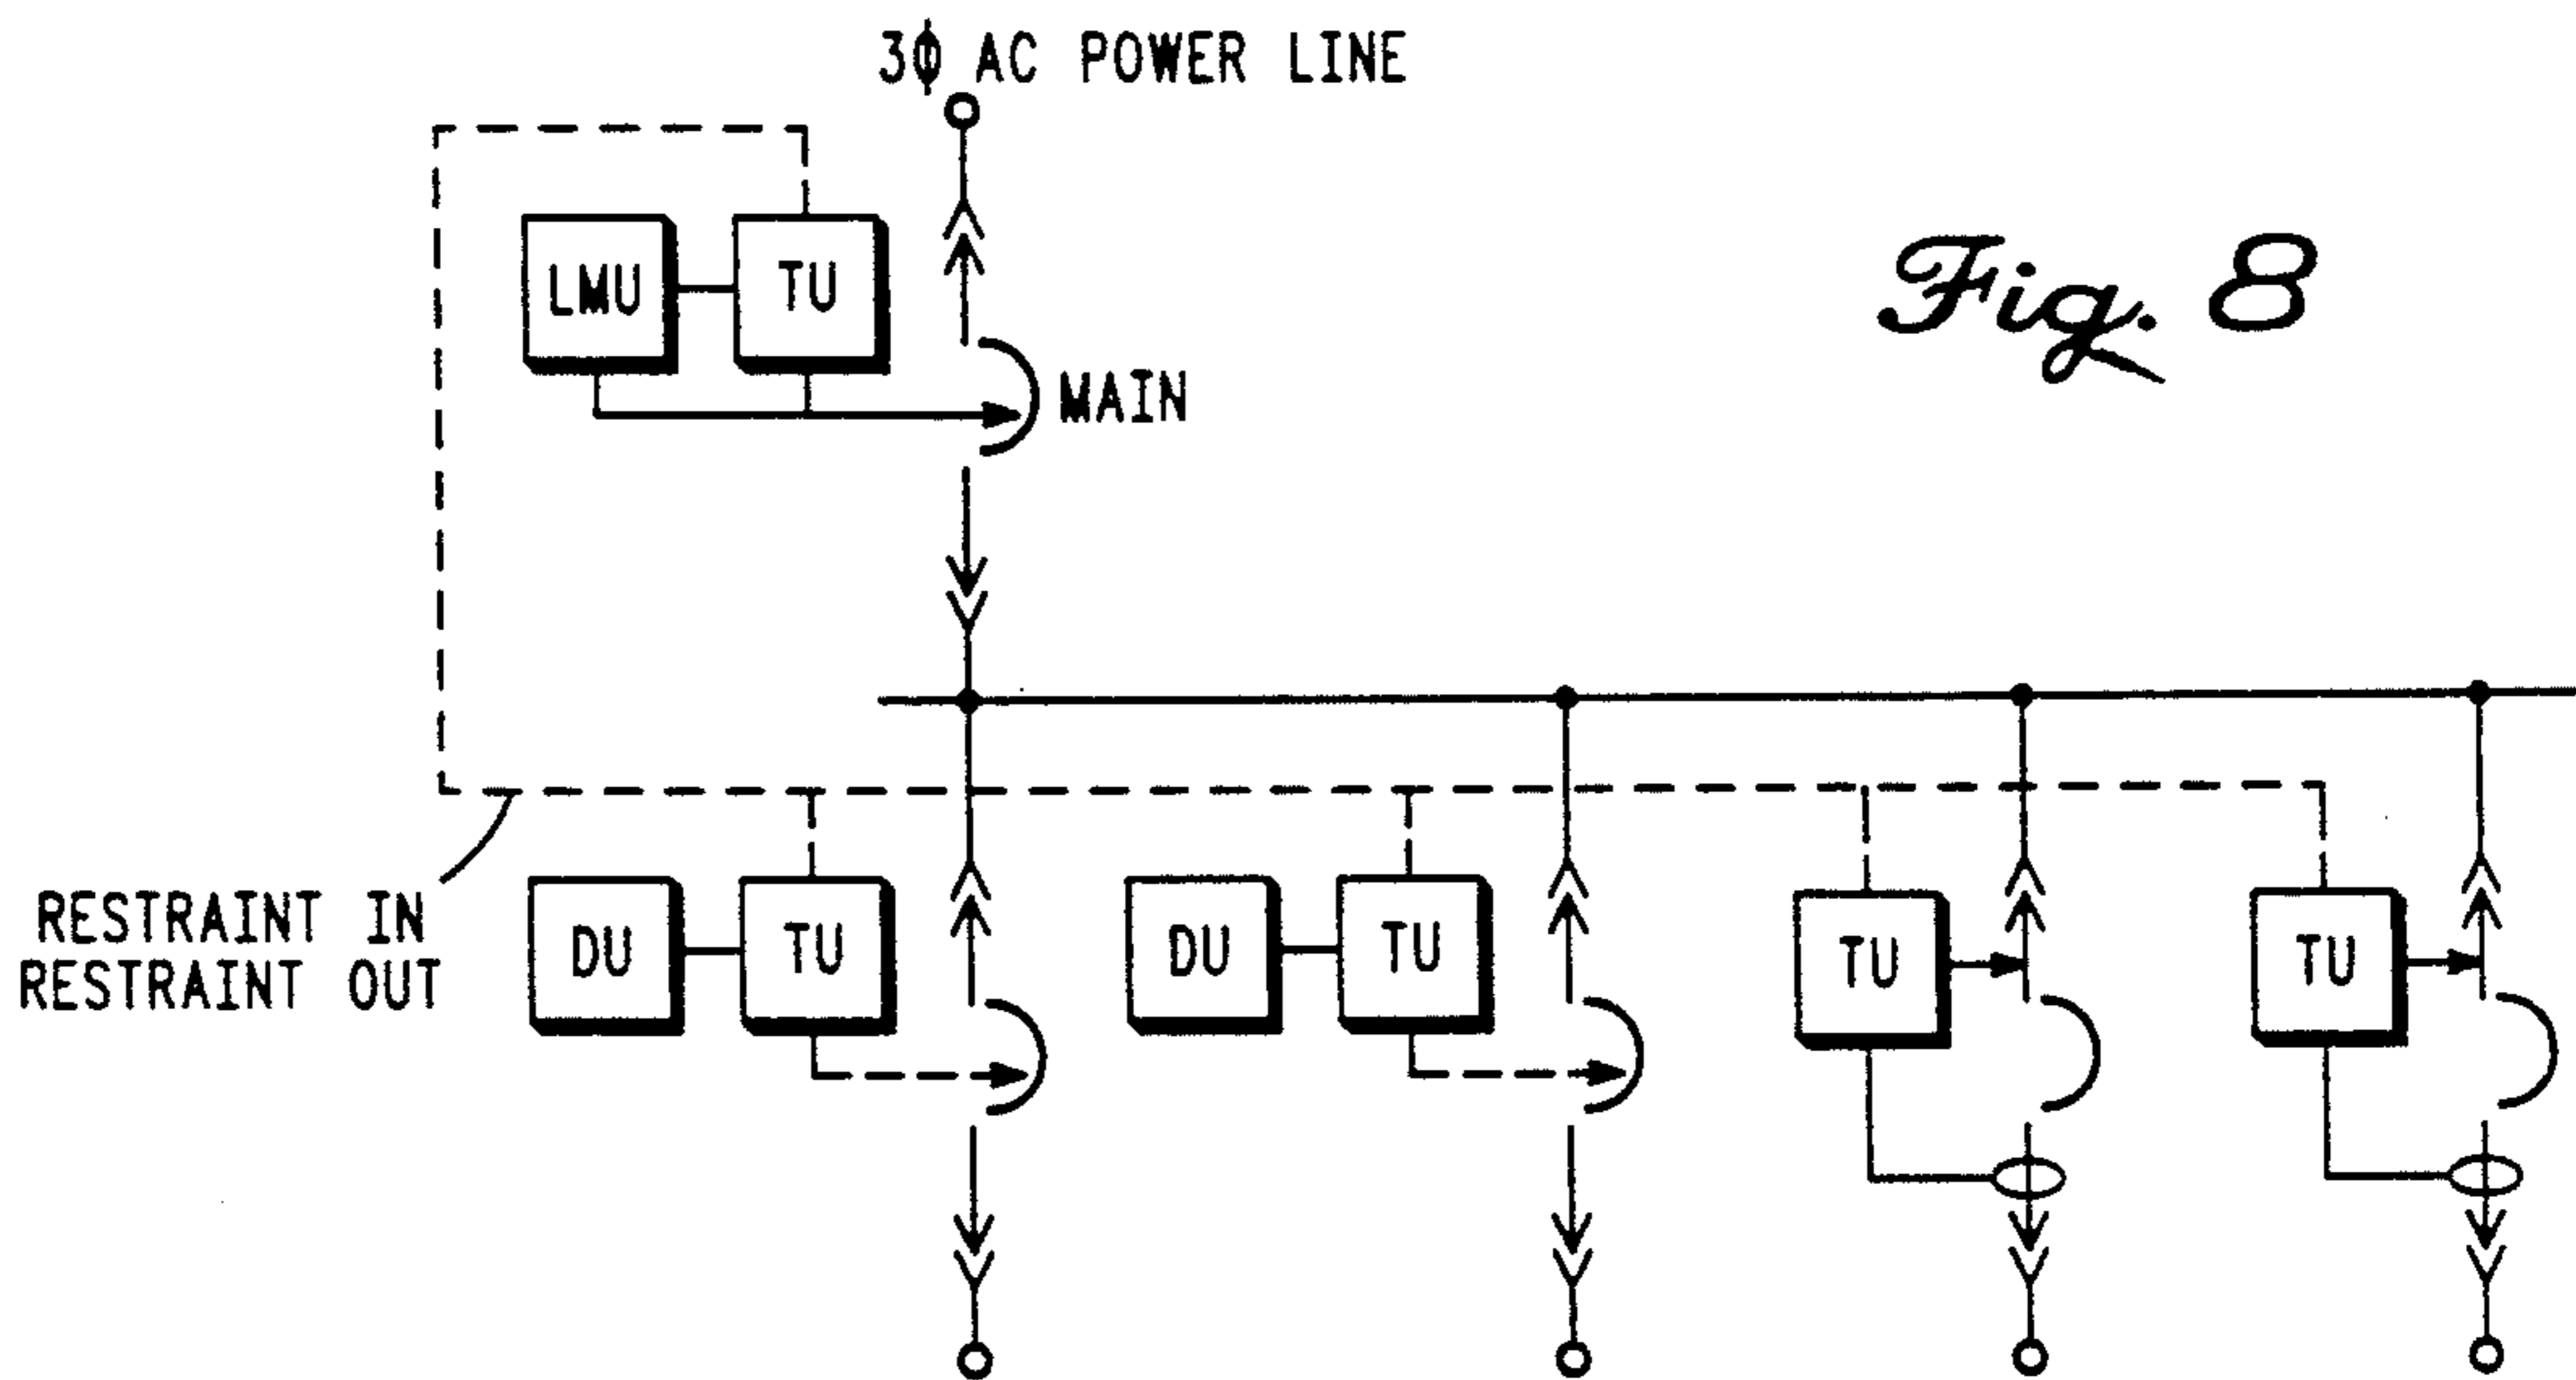 3ϕ AC POWER LINE
Fig. 8
LMU
TU
MAIN
RESTRAINT IN
RESTRAINT OUT
DU
TU
DU
TU
TU
TU